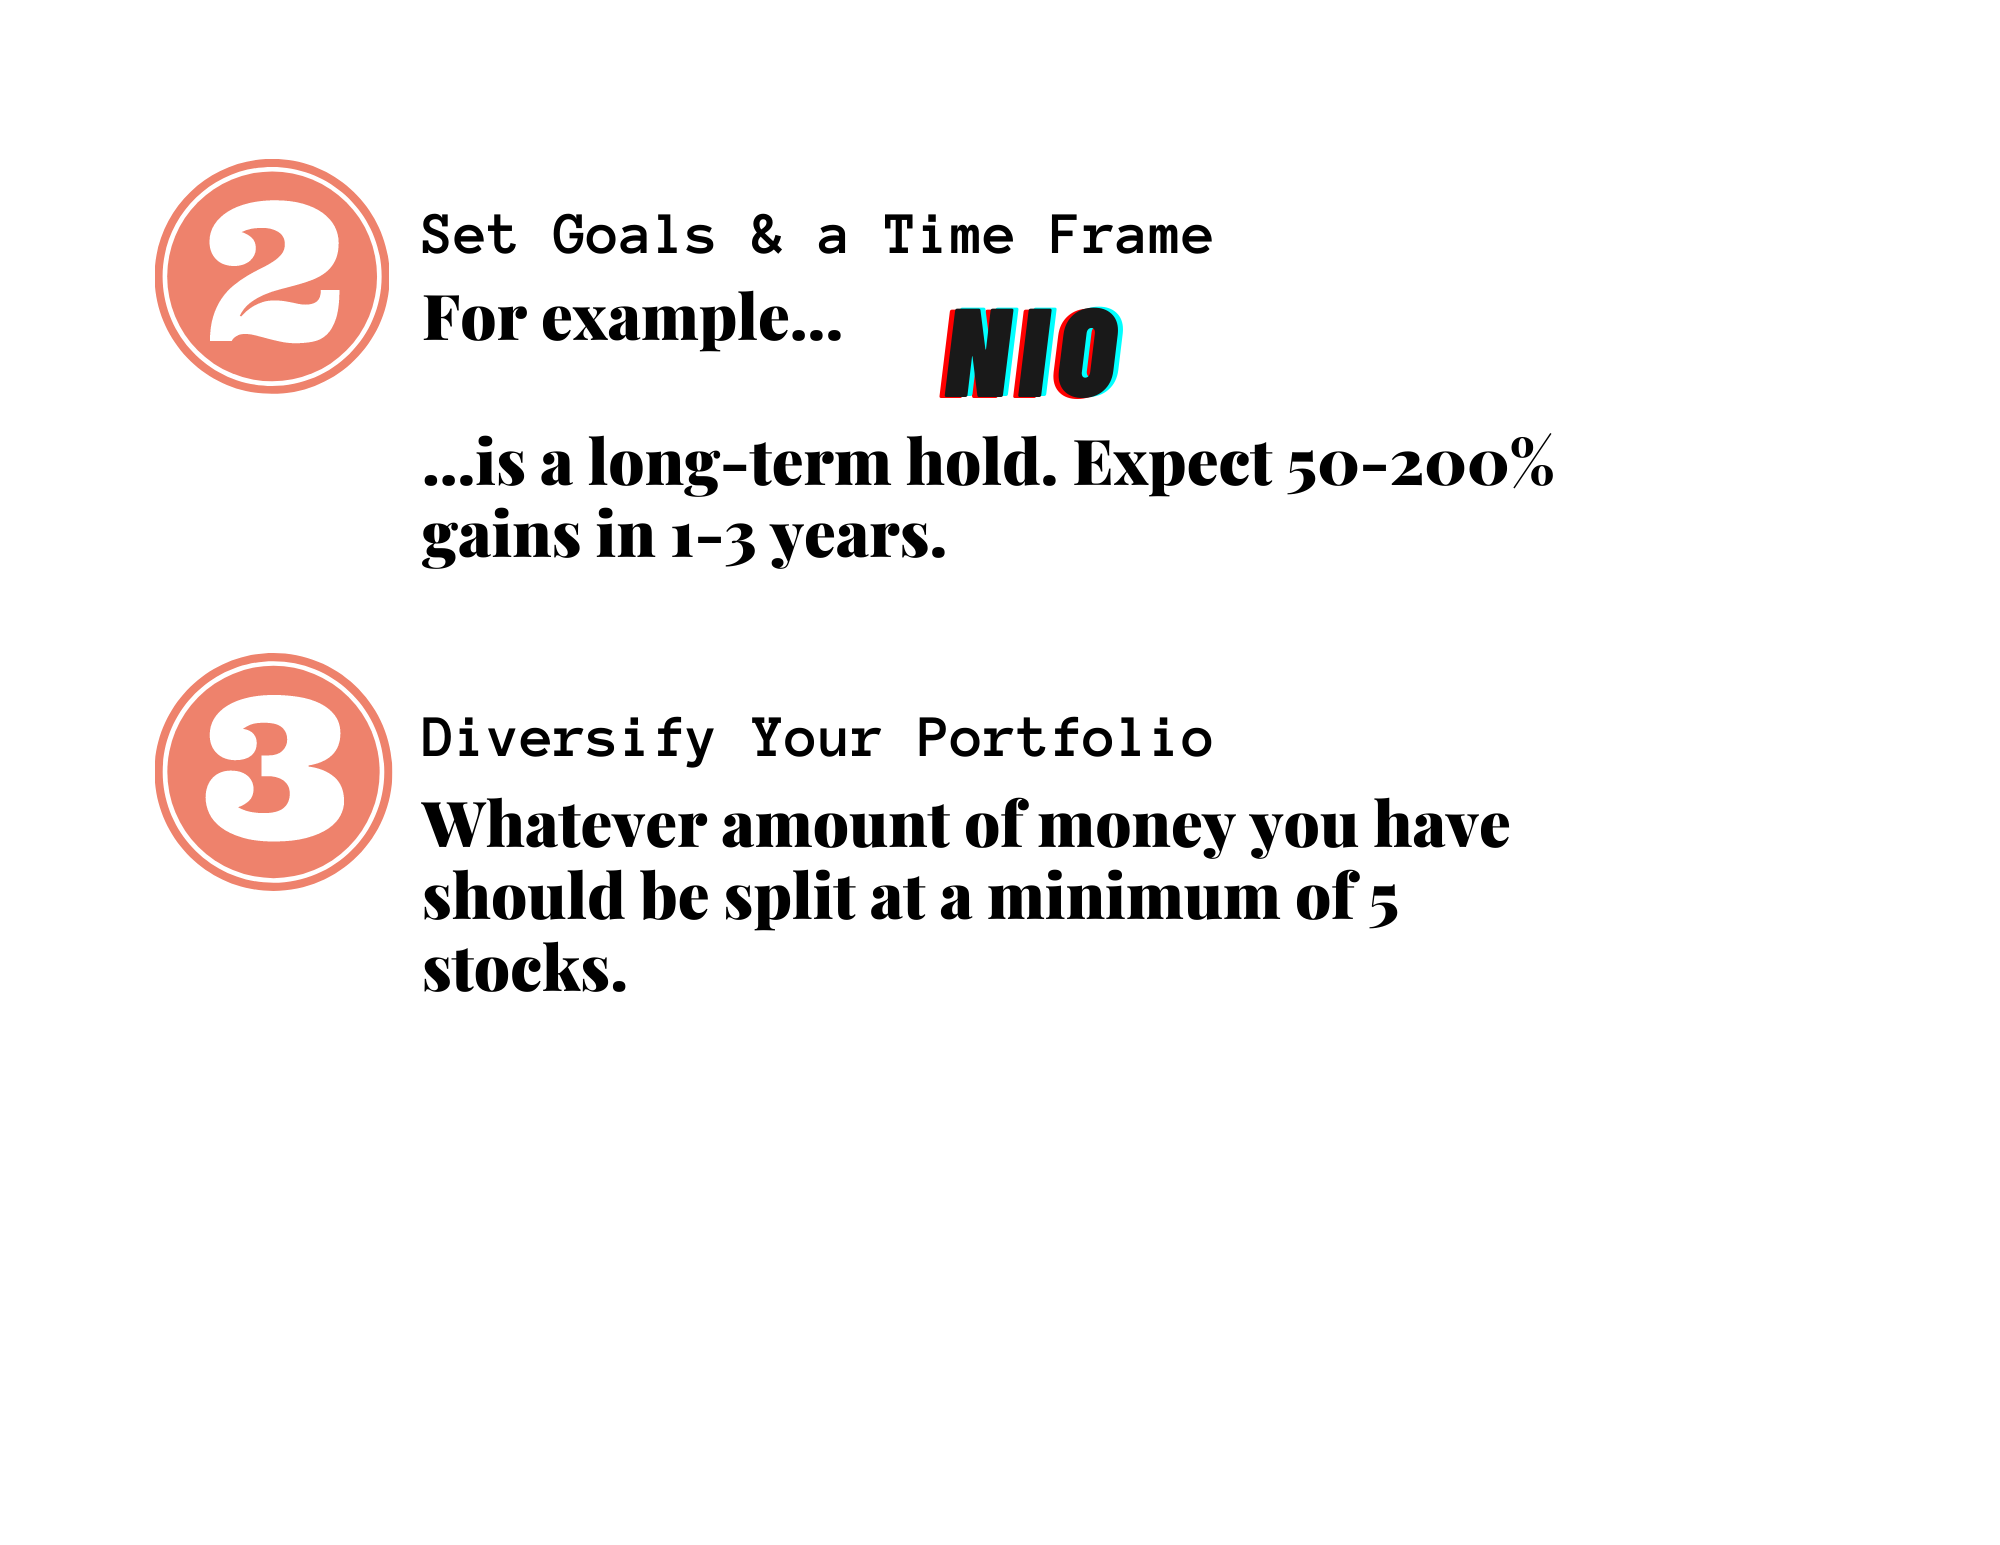 2
Set Goals & a Time Frame
For example...
NIO
...is a long-term hold. Expect 50-200%
gains in 1-3 years.
3
Diversify Your Portfolio
Whatever amount of money you have
should be split at a minimum of 5
stocks.